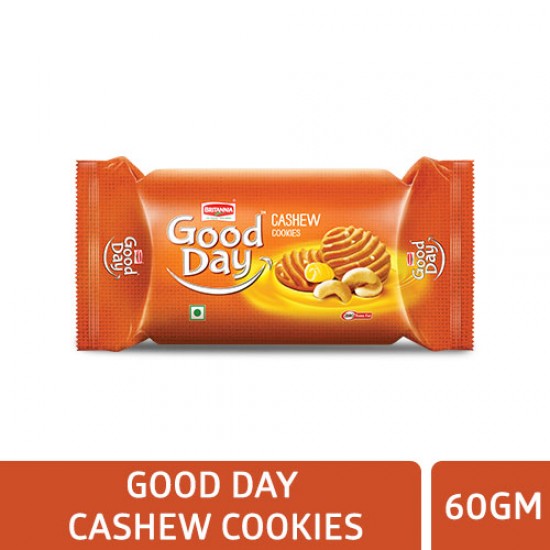 BRITANNIA
Good
Day
CASHEW
COOKIES
Good
Day
Good
Day
GOOD DAY
CASHEW COOKIES
60GM